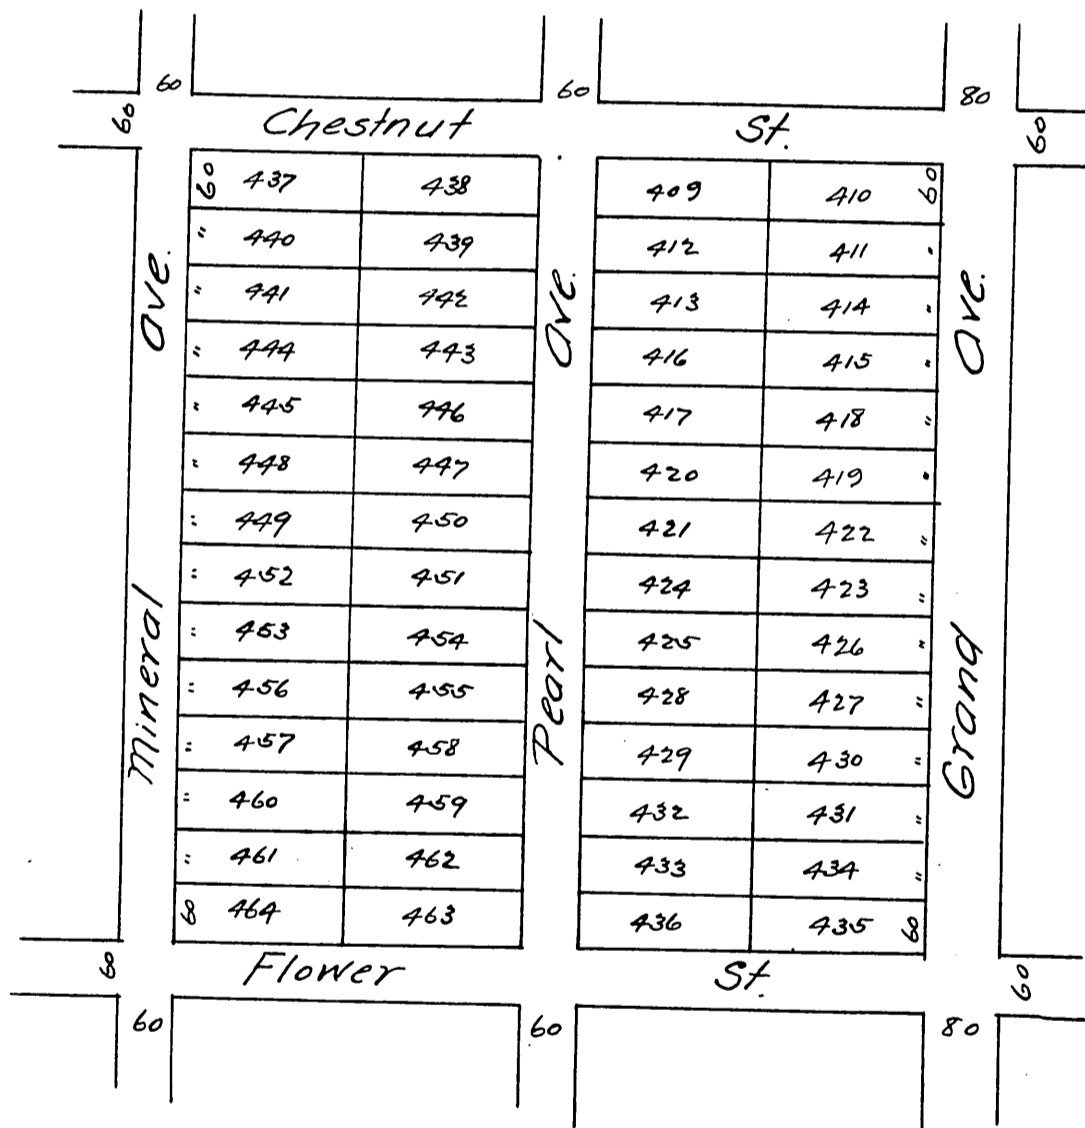 60 60 80
60 Chestnut St. 60
60 437 438 409 410 60
" 440 439 412 411 "
" 441 442 413 414 "
" 444 443 416 415 "
" 445 446 417 418 "
" 448 447 420 419 "
" 449 450 421 422 "
" 452 451 424 423 "
" 453 454 425 426 "
" 456 455 428 427 "
" 457 458 429 430 "
" 460 459 432 431 "
" 461 462 433 434 "
60 464 463 436 435 60
Mineral Ave.
Pearl Ave.
Grand Ave.
60 Flower St. 60
60 60 80